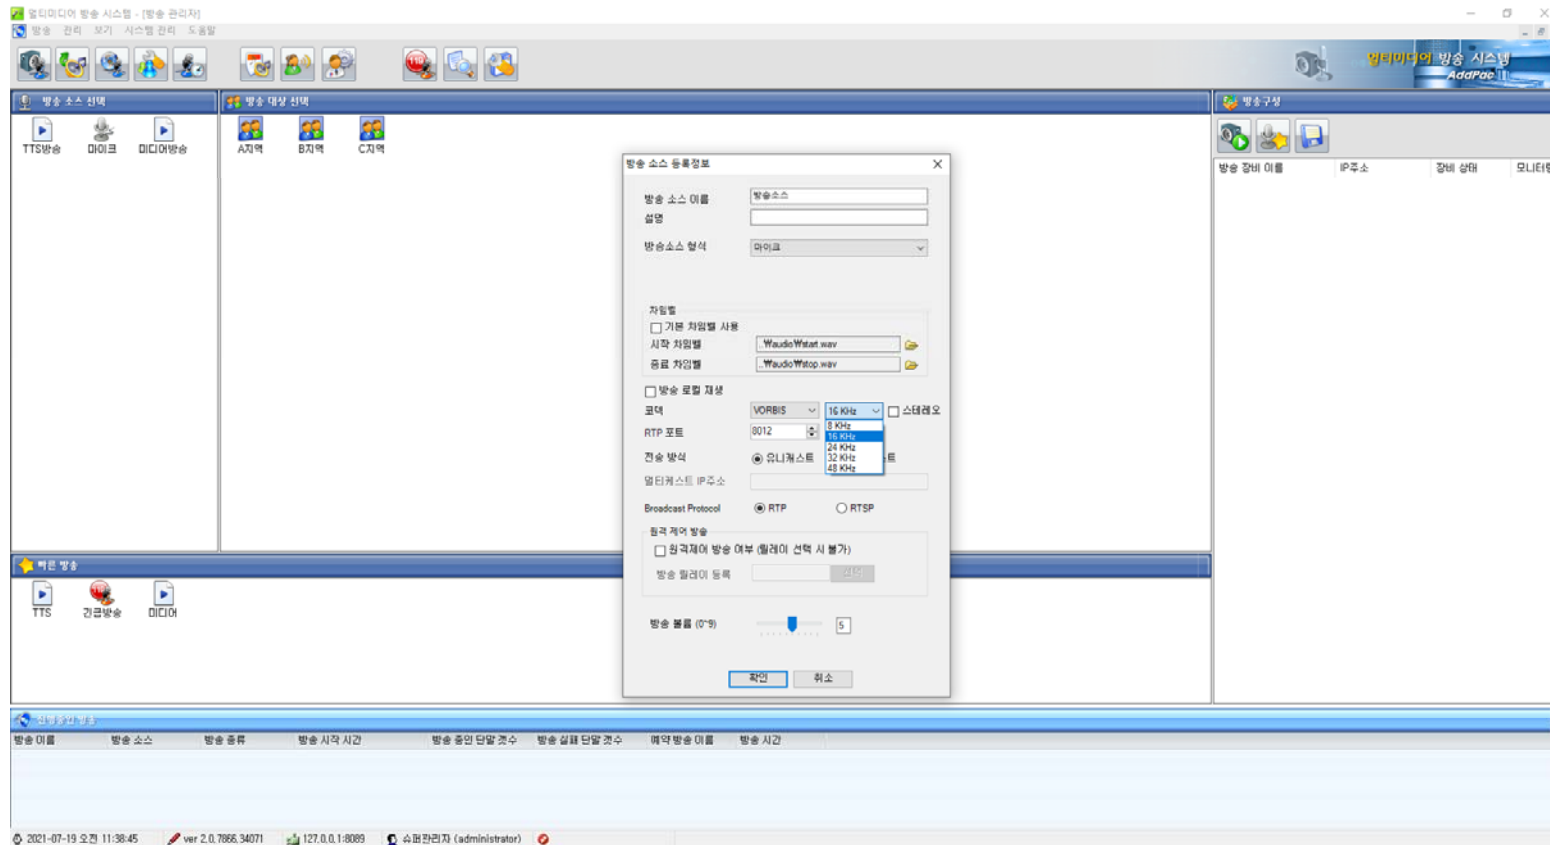 멀티미디어 방송 시스템 - [방송 관리자]
방송 관리 보기 시스템 관리 도움말
멀티미디어 방송 시스템
AddPac
방송 소스 선택
방송 대상 선택
방송구성
TTS방송 마이크 미디어방송
A지역 B지역 C지역
방송 장비 이름 IP주소 장비 상태 모니터링
방송 소스 등록정보
방송 소스 이름 방송소스
설명
방송소스 형식 마이크
차임벨
기본 차임벨 사용
시작 차임벨 ..₩audio₩start.wav
종료 차임벨 ..₩audio₩stop.wav
방송 로컬 재생
코덱 VORBIS 16 KHz 스테레오
8 KHz
16 KHz
24 KHz
32 KHz
48 KHz
RTP 포트 8012
전송 방식 유니캐스트 트
멀티캐스트 IP주소
Broadcast Protocol RTP RTSP
원격 제어 방송
원격제어 방송 여부 (릴레이 선택 시 불가)
방송 릴레이 등록 선택
방송 볼륨 (0~9) 5
확인 취소
빠른 방송
TTS 긴급방송 미디어
진행중인 방송
방송 이름 방송 소스 방송 종류 방송 시작 시간 방송 중인 단말 갯수 방송 실패 단말 갯수 예약 방송 이름 방송 시간
2021-07-19 오전 11:38:45 ver 2.0.7866.34071 127.0.0.1:8089 슈퍼관리자 (administrator)